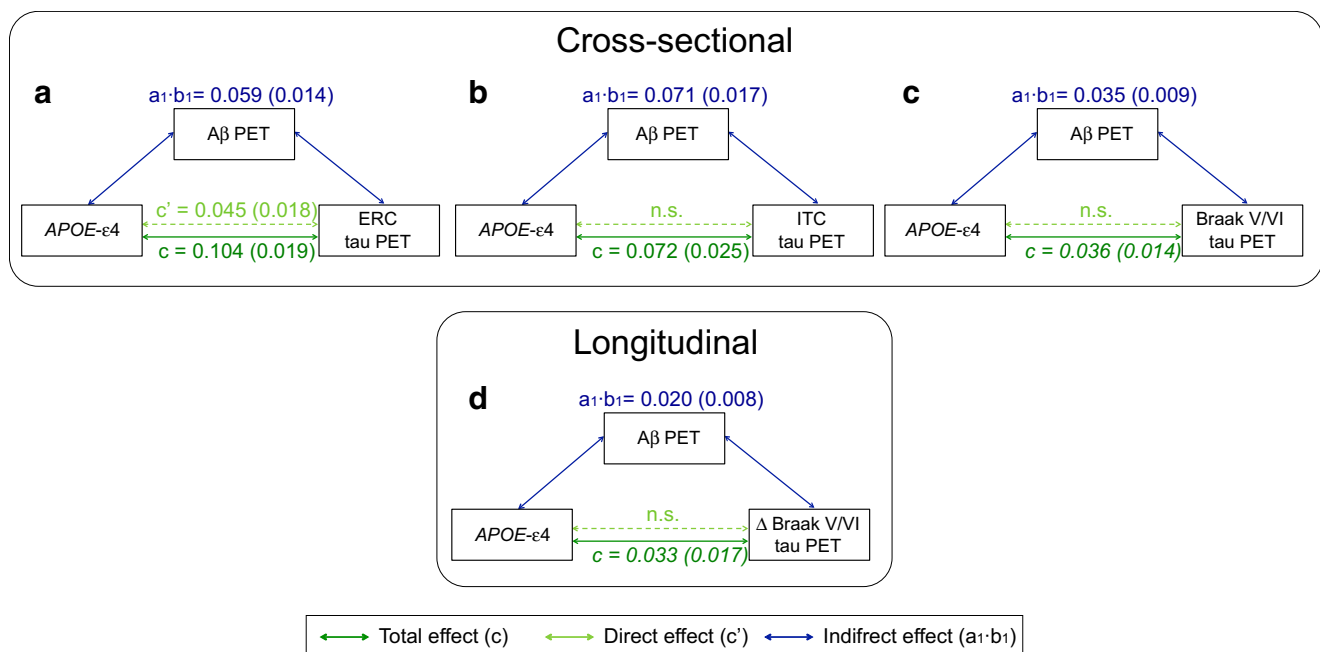 Cross-sectional
a
a₁·b₁= 0.059 (0.014)
Aβ PET
APOE-ε4
c' = 0.045 (0.018)
c = 0.104 (0.019)
ERC
tau PET
b
a₁·b₁= 0.071 (0.017)
Aβ PET
APOE-ε4
n.s.
c = 0.072 (0.025)
ITC
tau PET
c
a₁·b₁= 0.035 (0.009)
Aβ PET
APOE-ε4
n.s.
c = 0.036 (0.014)
Braak V/VI
tau PET
Longitudinal
d
a₁·b₁= 0.020 (0.008)
Aβ PET
APOE-ε4
n.s.
c = 0.033 (0.017)
Δ Braak V/VI
tau PET
Total effect (c)
Direct effect (c')
Indifrect effect (a₁·b₁)